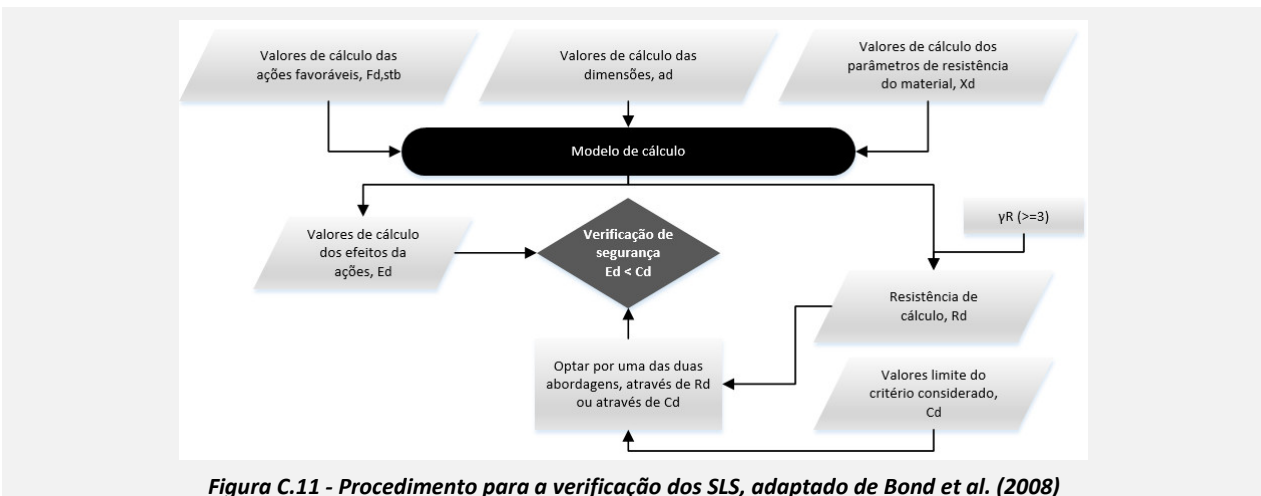 Valores de cálculo das
ações favoráveis, Fd,stb
Valores de cálculo das
dimensões, ad
Valores de cálculo dos
parâmetros de resistência
do material, Xd
Modelo de cálculo
Valores de cálculo
dos efeitos da
ações, Ed
Verificação de
segurança
Ed < Cd
γR (>=3)
Resistência de
cálculo, Rd
Optar por uma das duas
abordagens, através de Rd
ou através de Cd
Valores limite do
critério considerado,
Cd
Figura C.11 - Procedimento para a verificação dos SLS, adaptado de Bond et al. (2008)